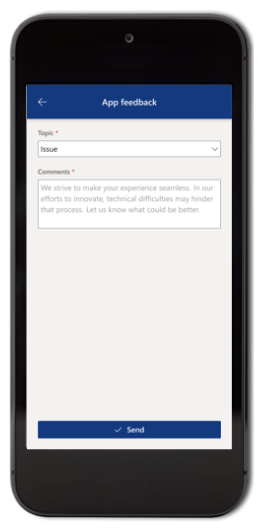 App feedback
Topic *
Issue
Comments *
We strive to make your experience seamless. In our
efforts to innovate, technical difficulties may hinder
that process. Let us know what could be better.
Send